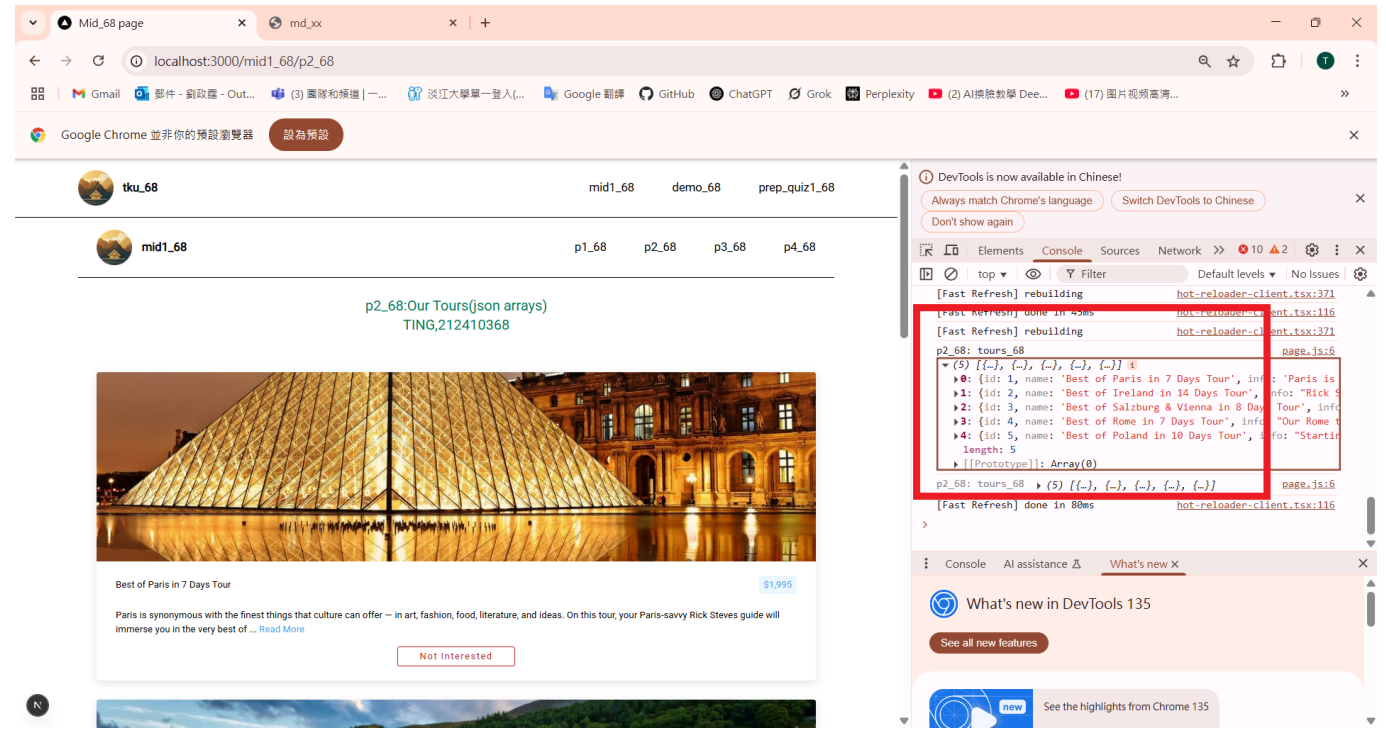 Mid_68 page
md_xx
localhost:3000/mid1_68/p2_68
T
Gmail
郵件 - 劉政霆 - Out...
(3) 團隊和頻道 | 一...
淡江大學單一登入(...
Google 翻譯
GitHub
ChatGPT
Grok
Perplexity
(2) AI換臉教學 Dee...
(17) 图片视频高清...
Google Chrome 並非你的預設瀏覽器
設為預設
tku_68
mid1_68
demo_68
prep_quiz1_68
mid1_68
p1_68
p2_68
p3_68
p4_68
p2_68:Our Tours(json arrays)
TING,212410368
Best of Paris in 7 Days Tour
$1,995
Paris is synonymous with the finest things that culture can offer — in art, fashion, food, literature, and ideas. On this tour, your Paris-savvy Rick Steves guide will
immerse you in the very best of ... Read More
Not Interested
N
DevTools is now available in Chinese!
Always match Chrome's language
Switch DevTools to Chinese
Don't show again
Elements
Console
Sources
Network
10
2
top
Filter
Default levels
No Issues
[Fast Refresh] rebuilding hot-reloader-client.tsx:371
[Fast Refresh] done in 45ms hot-reloader-client.tsx:116
[Fast Refresh] rebuilding hot-reloader-client.tsx:371
p2_68: tours_68 page.js:6
(5) [{…}, {…}, {…}, {…}, {…}] i
0: {id: 1, name: 'Best of Paris in 7 Days Tour', info: 'Paris is
1: {id: 2, name: 'Best of Ireland in 14 Days Tour', info: "Rick S
2: {id: 3, name: 'Best of Salzburg & Vienna in 8 Day Tour', info
3: {id: 4, name: 'Best of Rome in 7 Days Tour', info: "Our Rome t
4: {id: 5, name: 'Best of Poland in 10 Days Tour', info: "Startin
length: 5
[[Prototype]]: Array(0)
p2_68: tours_68 (5) [{…}, {…}, {…}, {…}, {…}] page.js:6
[Fast Refresh] done in 80ms hot-reloader-client.tsx:116
Console
AI assistance
What's new
What's new in DevTools 135
See all new features
new
See the highlights from Chrome 135